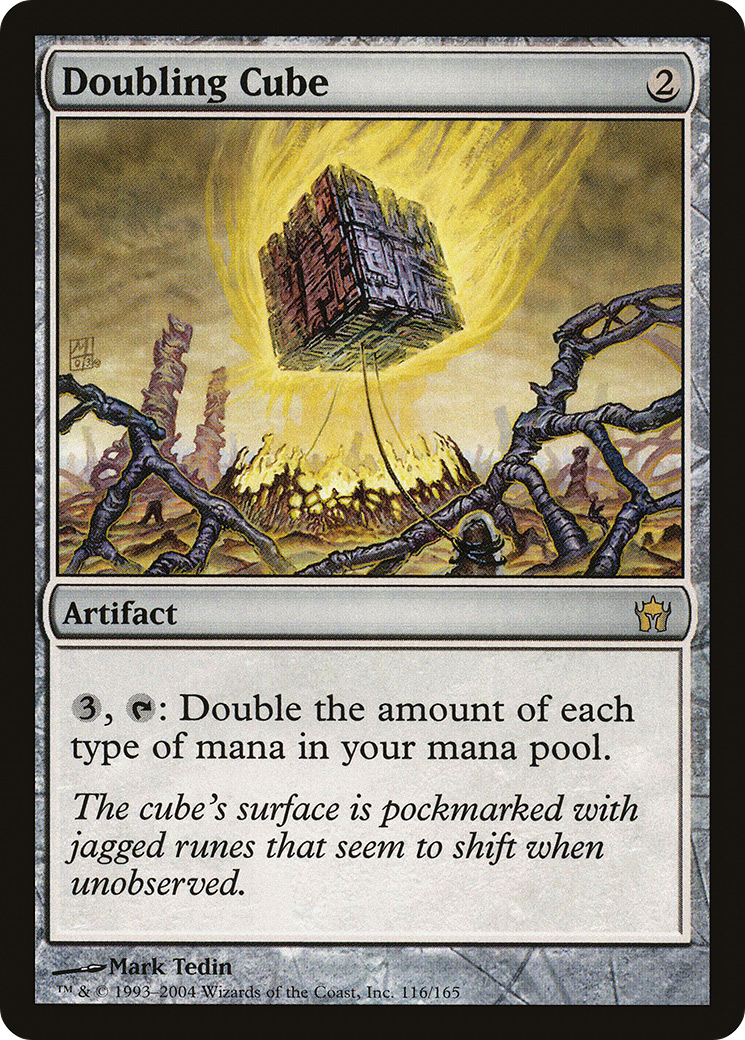 Doubling Cube 2
Artifact
3, : Double the amount of each
type of mana in your mana pool.
The cube's surface is pockmarked with
jagged runes that seem to shift when
unobserved.
Mark Tedin
™ & © 1993–2004 Wizards of the Coast, Inc. 116/165